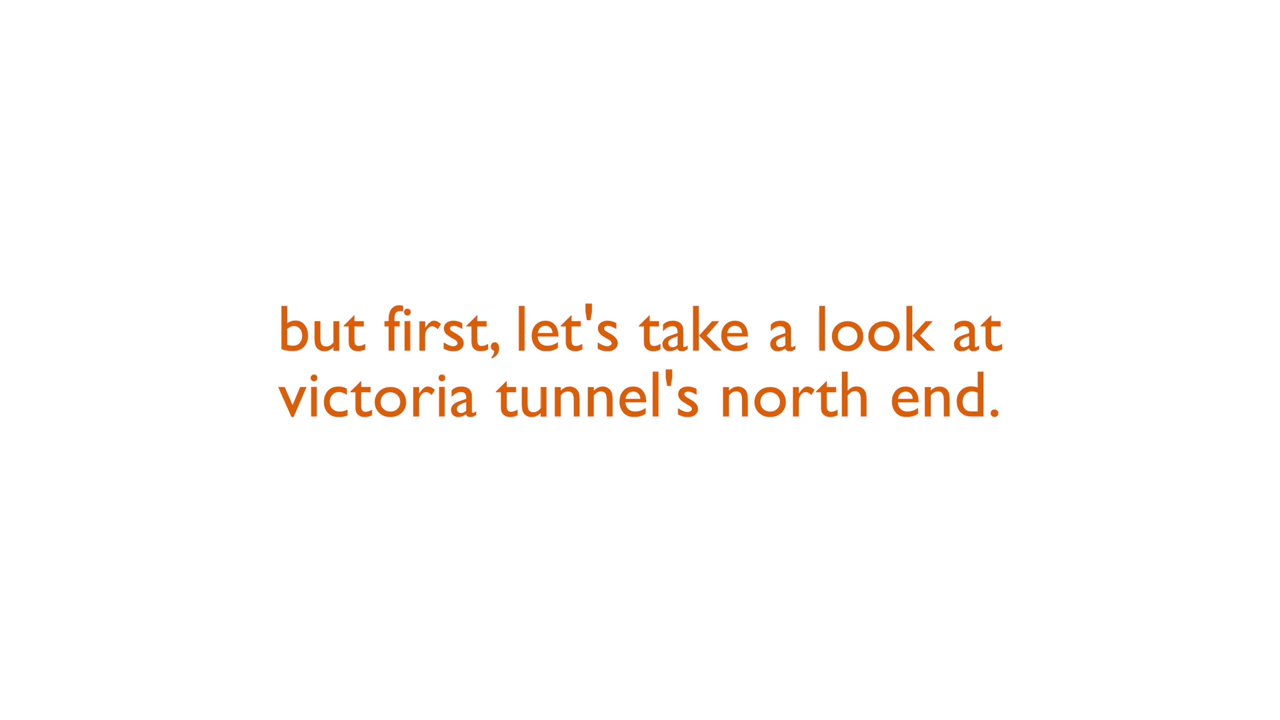 but first, let's take a look at
victoria tunnel's north end.